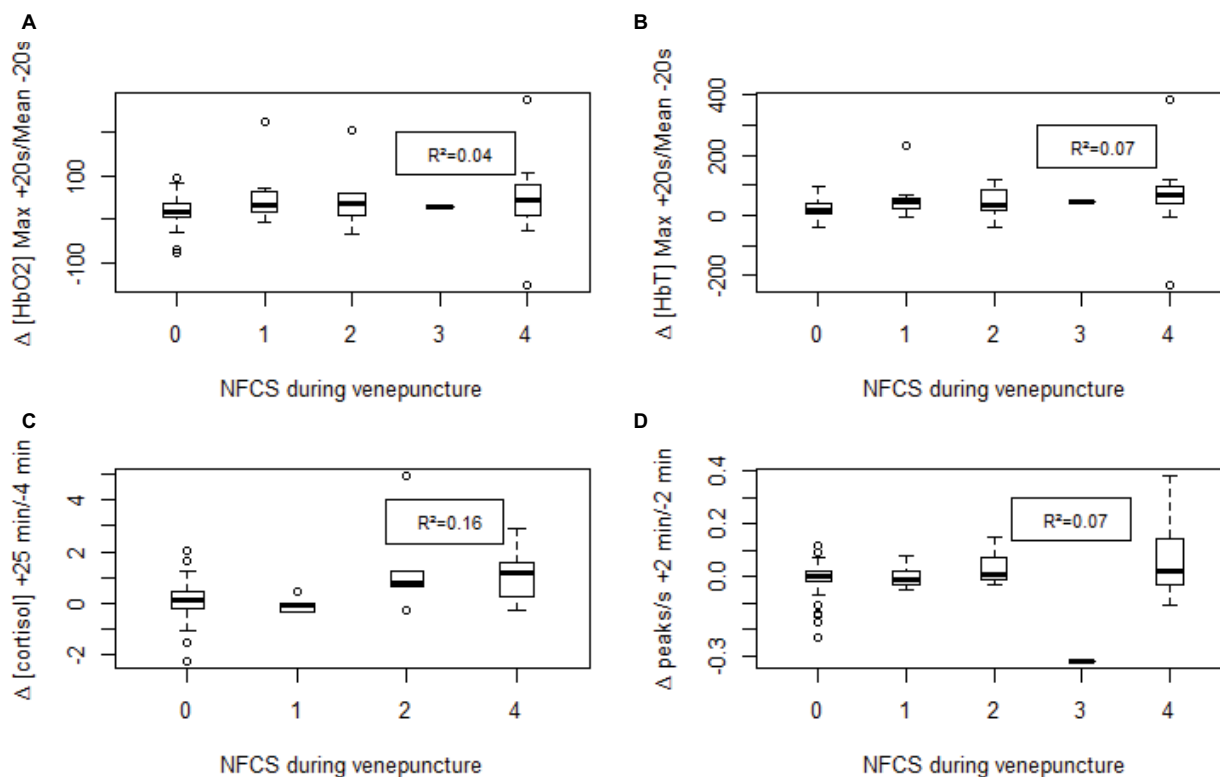 A
Δ [HbO2] Max +20s/Mean -20s
100
-100
R²=0.04
0 1 2 3 4
NFCS during venepuncture
B
Δ [HbT] Max +20s/Mean -20s
400
200
0
-200
R²=0.07
0 1 2 3 4
NFCS during venepuncture
C
Δ [cortisol] +25 min/-4 min
4
2
0
-2
R²=0.16
0 1 2 4
NFCS during venepuncture
D
Δ peaks/s +2 min/-2 min
0.4
0.2
0.0
-0.3
R²=0.07
0 1 2 3 4
NFCS during venepuncture